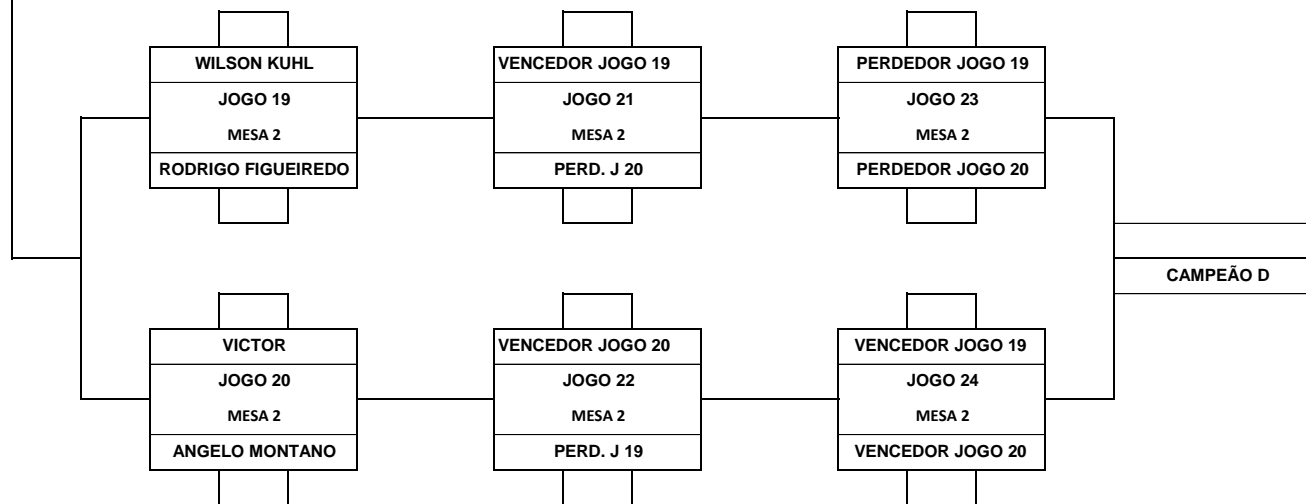 WILSON KUHL
JOGO 19
MESA 2
RODRIGO FIGUEIREDO
VENCEDOR JOGO 19
JOGO 21
MESA 2
PERD. J 20
PERDEDOR JOGO 19
JOGO 23
MESA 2
PERDEDOR JOGO 20
CAMPEÃO D
VICTOR
JOGO 20
MESA 2
ANGELO MONTANO
VENCEDOR JOGO 20
JOGO 22
MESA 2
PERD. J 19
VENCEDOR JOGO 19
JOGO 24
MESA 2
VENCEDOR JOGO 20